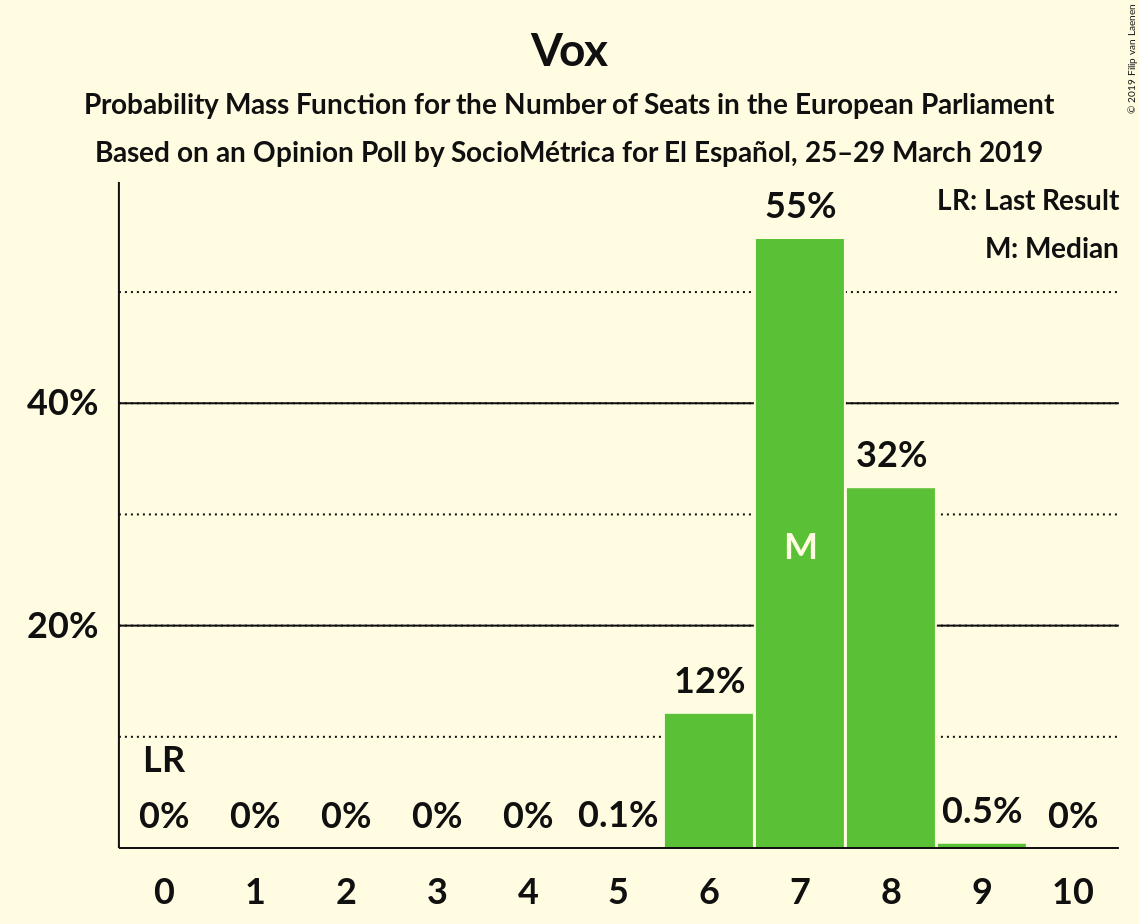 Vox
Probability Mass Function for the Number of Seats in the European Parliament
Based on an Opinion Poll by SocioMétrica for El Español, 25–29 March 2019
© 2019 Filip van Laenen
LR: Last Result
M: Median
55%
40%
32%
M
20%
12%
LR
0% 0% 0% 0% 0% 0.1% 0.5% 0%
0 1 2 3 4 5 6 7 8 9 10